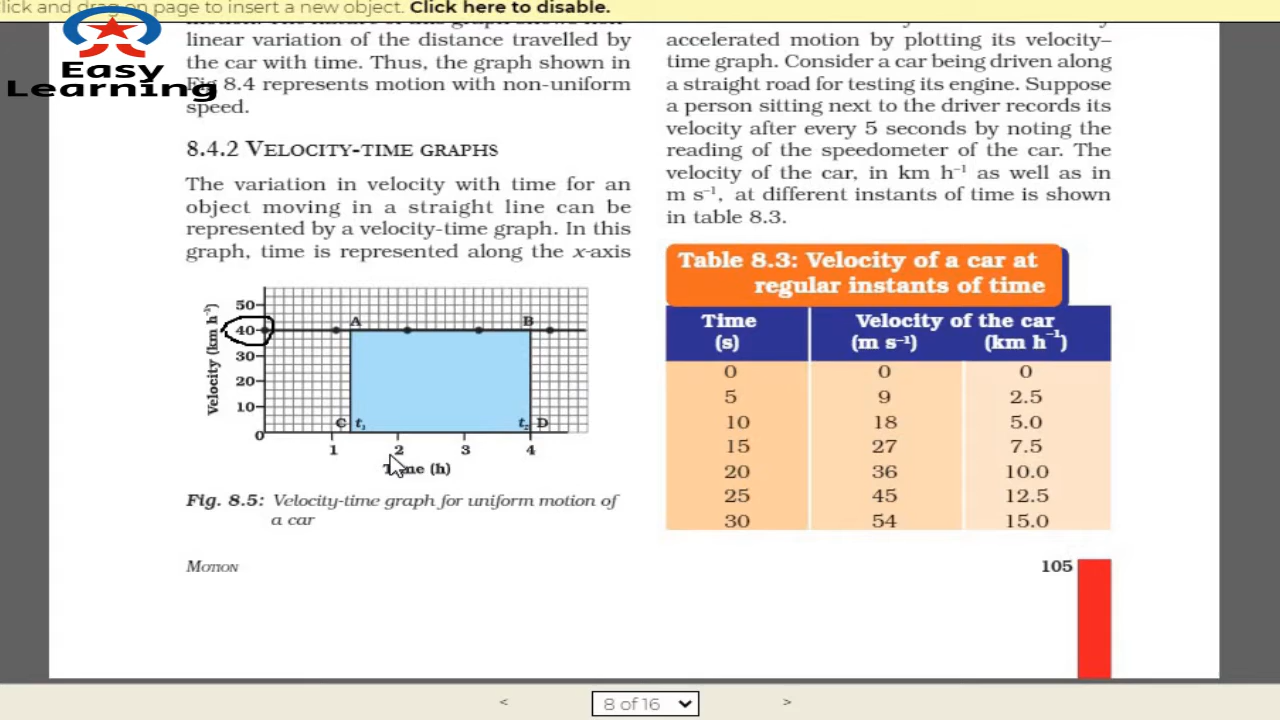 Click and drag on page to insert a new object. Click here to disable.
Easy
Learning
motion. The nature of this graph shows non-
linear variation of the distance travelled by
the car with time. Thus, the graph shown in
Fig 8.4 represents motion with non-uniform
speed.
8.4.2 VELOCITY-TIME GRAPHS
The variation in velocity with time for an
object moving in a straight line can be
represented by a velocity-time graph. In this
graph, time is represented along the x-axis
Velocity (km h⁻¹)
50
40
30
20
10
0
A
B
C
t₁
t₂
D
1
2
3
4
Time (h)
Fig. 8.5: Velocity-time graph for uniform motion of
a car
MOTION
accelerated motion by plotting its velocity–
time graph. Consider a car being driven along
a straight road for testing its engine. Suppose
a person sitting next to the driver records its
velocity after every 5 seconds by noting the
reading of the speedometer of the car. The
velocity of the car, in km h⁻¹ as well as in
m s⁻¹, at different instants of time is shown
in table 8.3.
Table 8.3: Velocity of a car at
regular instants of time
Time Velocity of the car
(s) (m s⁻¹) (km h⁻¹)
0 0 0
5 9 2.5
10 18 5.0
15 27 7.5
20 36 10.0
25 45 12.5
30 54 15.0
105
< 8 of 16 >